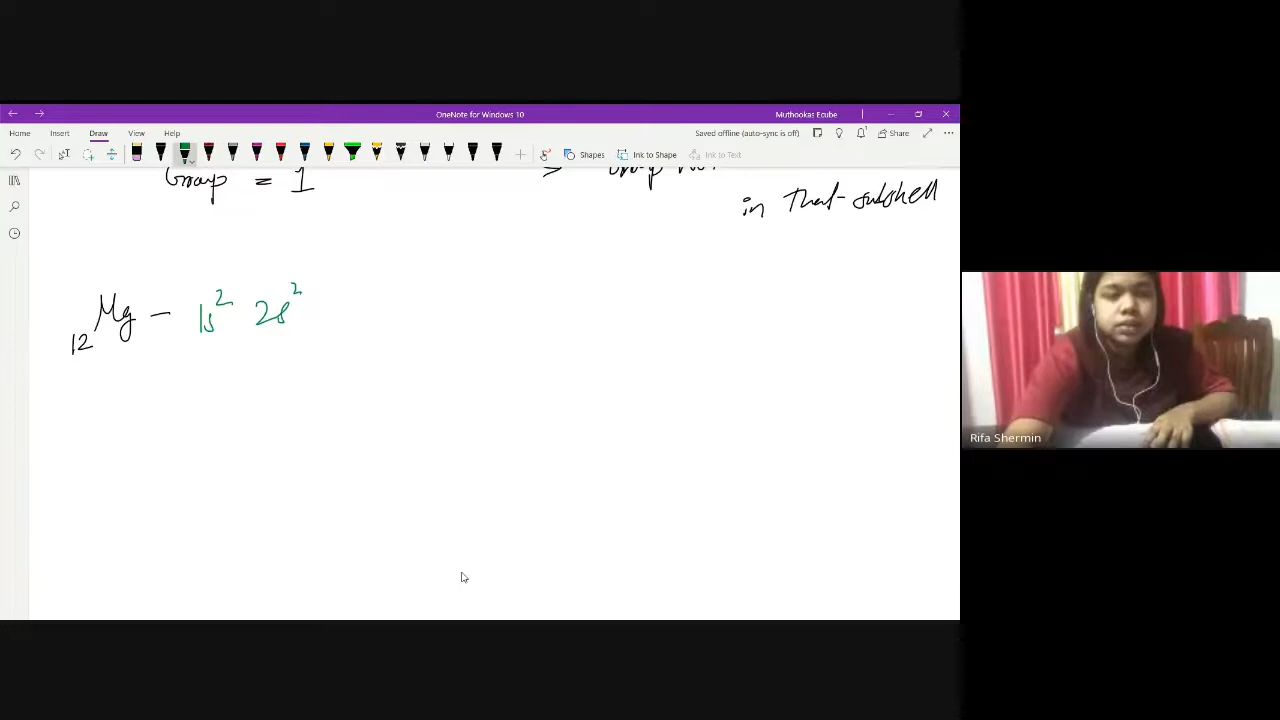 OneNote for Windows 10
Muthookas Ecube
Home Insert Draw View Help
Saved offline (auto-sync is off)
Share
Shapes
Ink to Shape
Ink to Text
Group = 1
in that subshell
12Mg – 1s² 2s²
Rifa Shermin